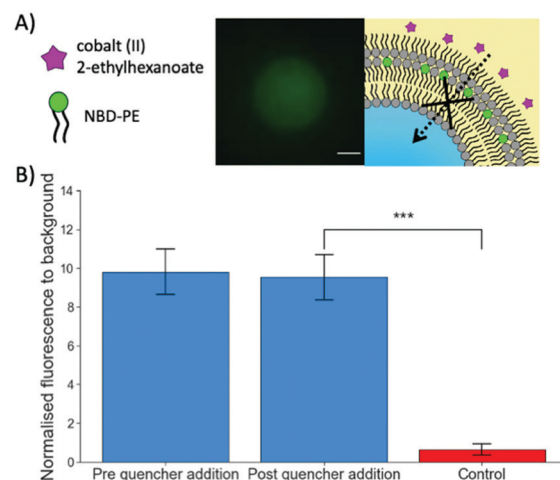 A)
cobalt (II)
2-ethylhexanoate
NBD-PE
B)
Normalised fluorescence to background
14
12
10
8
6
4
2
0
***
Pre quencher addition
Post quencher addition
Control